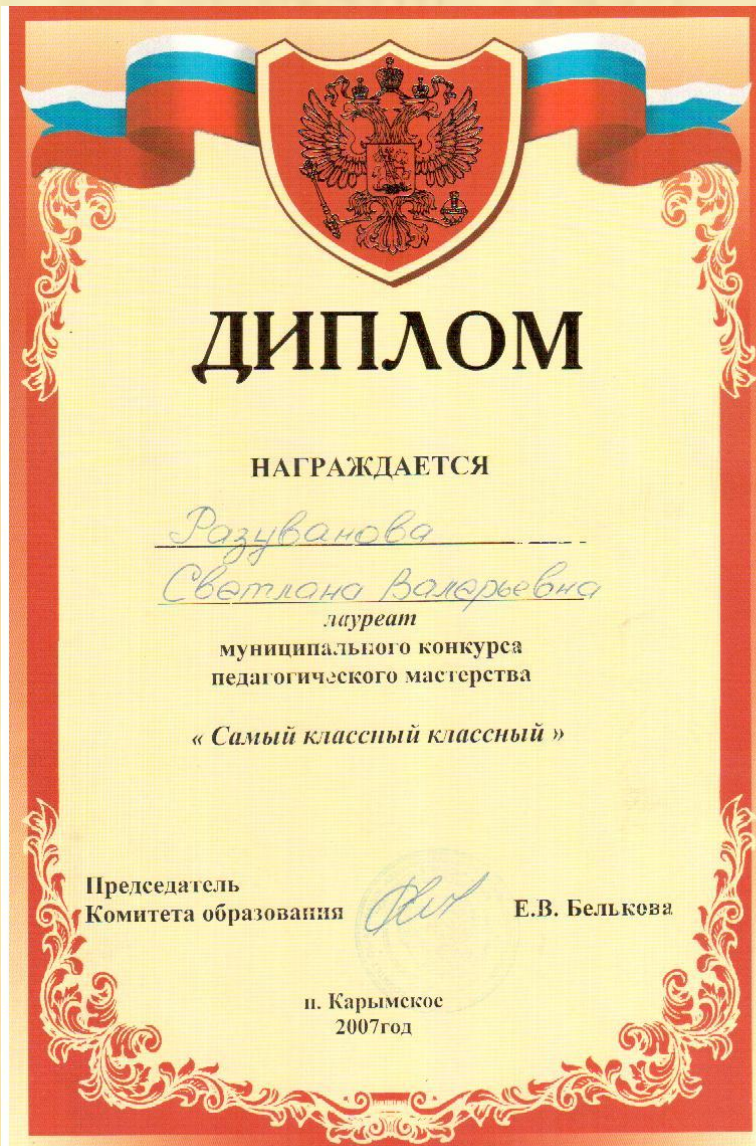 ДИПЛОМ
НАГРАЖДАЕТСЯ
Разуванова
Светлана Валерьевна
лауреат
муниципального конкурса
педагогического мастерства
« Самый классный классный »
Председатель
Комитета образования Е.В. Белькова
п. Карымское
2007год